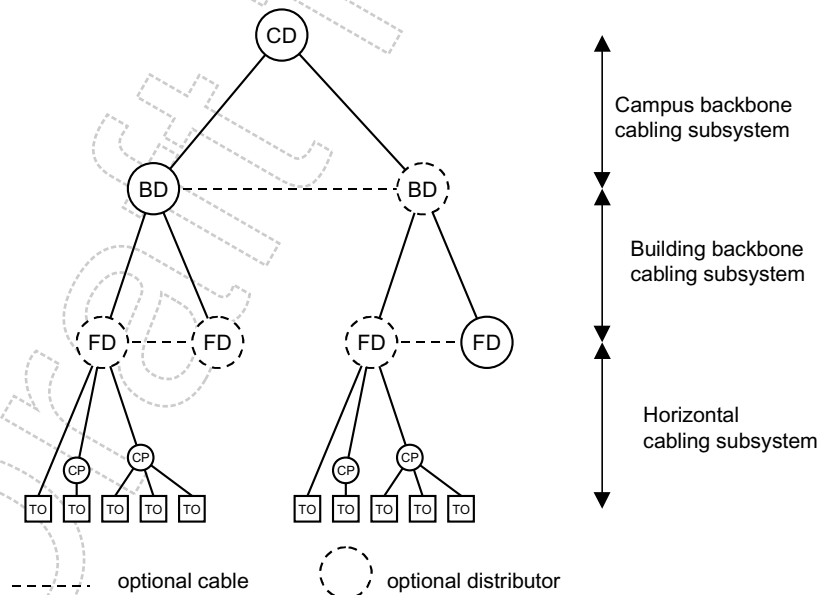 CD
Campus backbone
cabling subsystem
BD
BD
Building backbone
cabling subsystem
FD
FD
FD
FD
Horizontal
cabling subsystem
CP
CP
CP
CP
TO
TO
TO
TO
TO
TO
TO
TO
TO
TO
optional cable
optional distributor